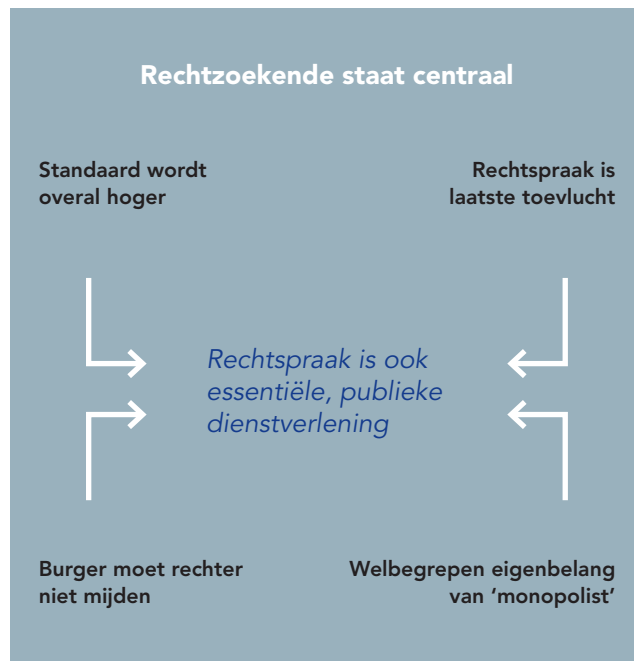 Rechtzoekende staat centraal
Standaard wordt
overal hoger
Rechtspraak is
laatste toevlucht
Rechtspraak is ook
essentiële, publieke
dienstverlening
Burger moet rechter
niet mijden
Welbegrepen eigenbelang
van ‘monopolist’